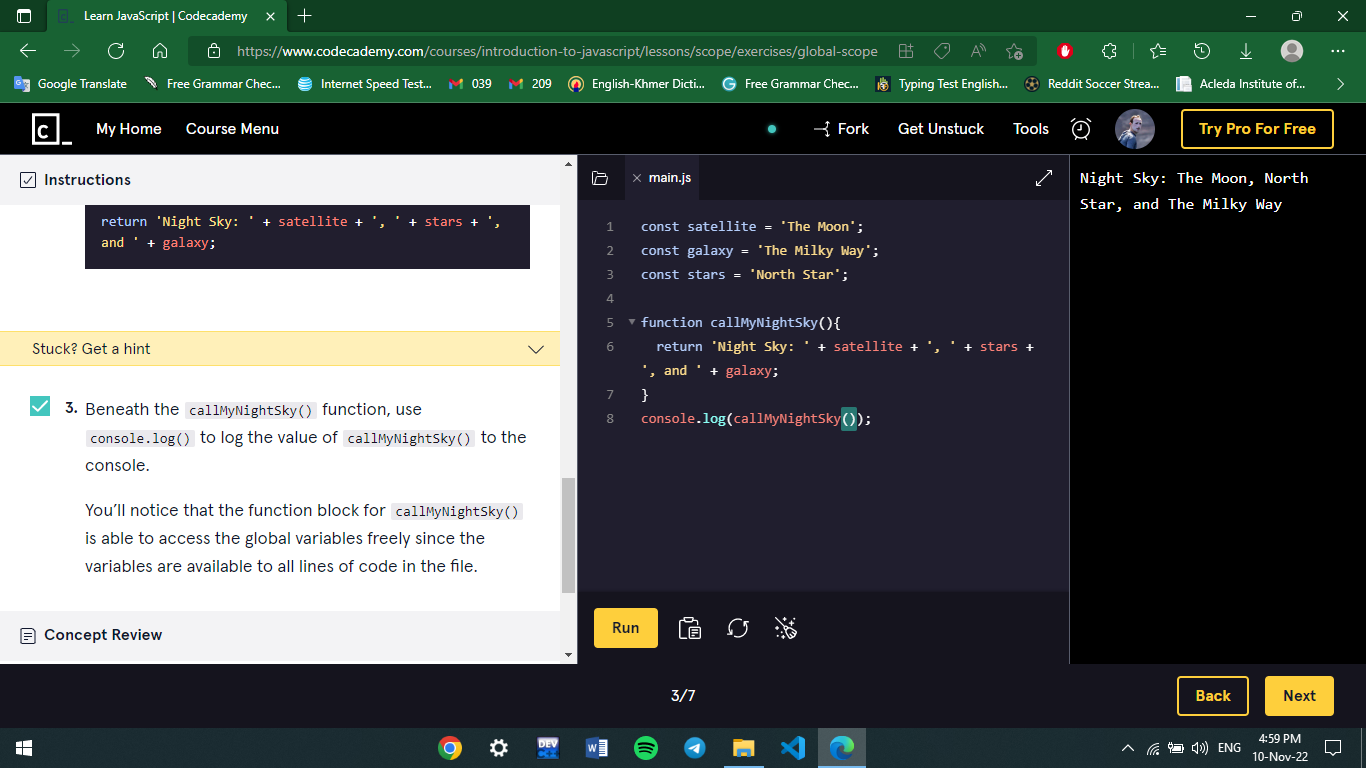 Learn JavaScript | Codecademy
https://www.codecademy.com/courses/introduction-to-javascript/lessons/scope/exercises/global-scope
Google Translate
Free Grammar Chec...
Internet Speed Test...
039
209
English-Khmer Dicti...
Free Grammar Chec...
Typing Test English...
Reddit Soccer Strea...
Acleda Institute of...
My Home
Course Menu
Fork
Get Unstuck
Tools
Try Pro For Free
Instructions
return 'Night Sky: ' + satellite + ', ' + stars + ',
and ' + galaxy;
Stuck? Get a hint
3. Beneath the callMyNightSky() function, use
console.log() to log the value of callMyNightSky() to the
console.
You’ll notice that the function block for callMyNightSky()
is able to access the global variables freely since the
variables are available to all lines of code in the file.
Concept Review
main.js
1 const satellite = 'The Moon';
2 const galaxy = 'The Milky Way';
3 const stars = 'North Star';
4
5 function callMyNightSky(){
6 return 'Night Sky: ' + satellite + ', ' + stars +
', and ' + galaxy;
7 }
8 console.log(callMyNightSky());
Run
Night Sky: The Moon, North
Star, and The Milky Way
3/7
Back
Next
DEV
ENG
4:59 PM
10-Nov-22